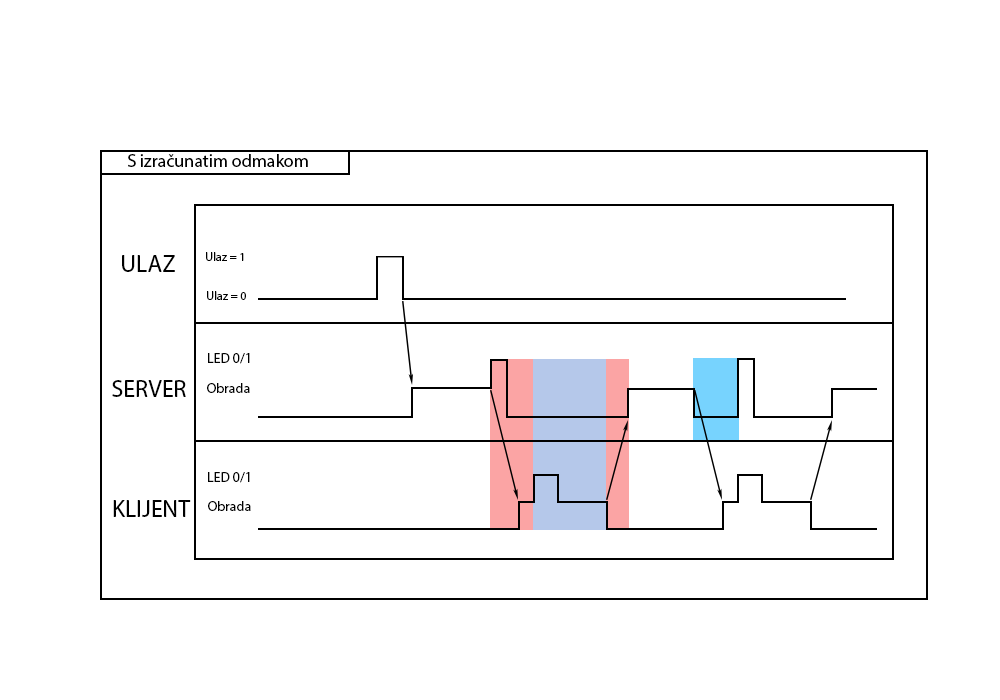 S izračunatim odmakom
ULAZ
Ulaz = 1
Ulaz = 0
SERVER
LED 0/1
Obrada
KLIJENT
LED 0/1
Obrada